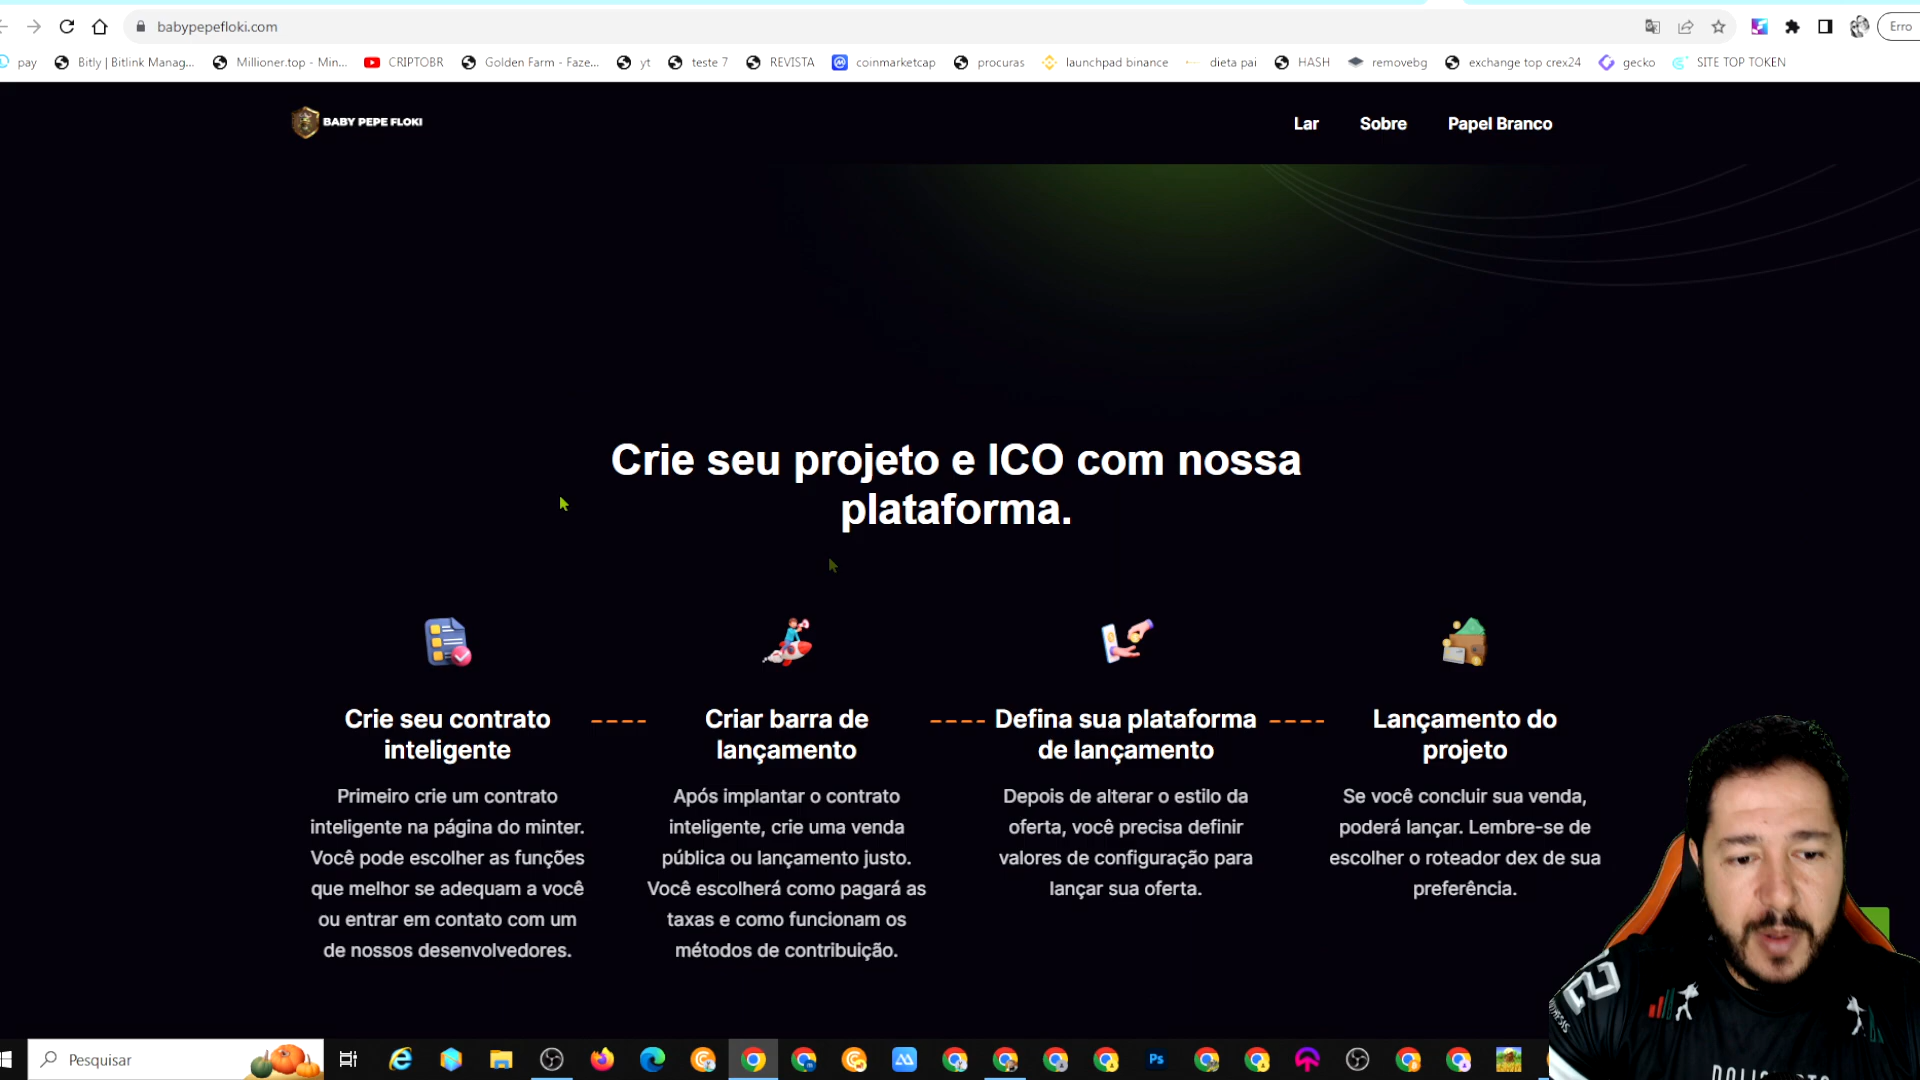 babypepefloki.com
Erro
pay
Bitly | Bitlink Manag...
Millioner.top - Min...
CRIPTOBR
Golden Farm - Faze...
yt
teste 7
REVISTA
coinmarketcap
procuras
launchpad binance
dieta pai
HASH
removebg
exchange top crex24
gecko
SITE TOP TOKEN
BABY PEPE FLOKI
Lar
Sobre
Papel Branco
Crie seu projeto e ICO com nossa
plataforma.
Crie seu contrato
inteligente
Primeiro crie um contrato
inteligente na página do minter.
Você pode escolher as funções
que melhor se adequam a você
ou entrar em contato com um
de nossos desenvolvedores.
Criar barra de
lançamento
Após implantar o contrato
inteligente, crie uma venda
pública ou lançamento justo.
Você escolherá como pagará as
taxas e como funcionam os
métodos de contribuição.
Defina sua plataforma
de lançamento
Depois de alterar o estilo da
oferta, você precisa definir
valores de configuração para
lançar sua oferta.
Lançamento do
projeto
Se você concluir sua venda,
poderá lançar. Lembre-se de
escolher o roteador dex de sua
preferência.
Pesquisar
Ps